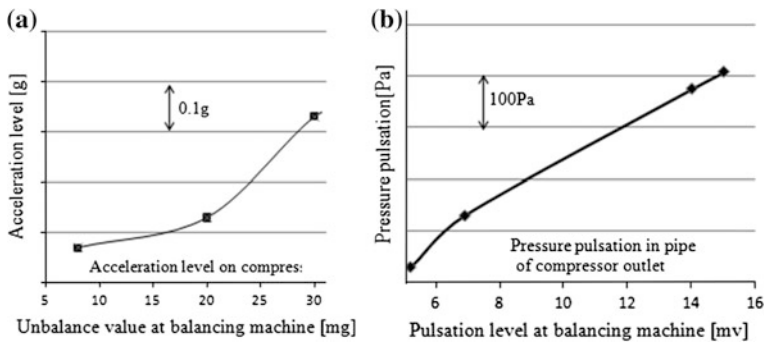 (a)
Acceleration level [g]
0.1g
Acceleration level on compres
5 10 15 20 25 30
Unbalance value at balancing machine [mg]
(b)
Pressure pulsation[Pa]
100Pa
Pressure pulsation in pipe
of compressor outlet
6 8 10 12 14 16
Pulsation level at balancing machine [mv]